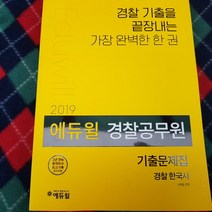 경찰 기출을
끝장내는
가장 완벽한 한 권
2019
에듀윌 경찰공무원
기출문제집
경찰 한국사
에듀윌